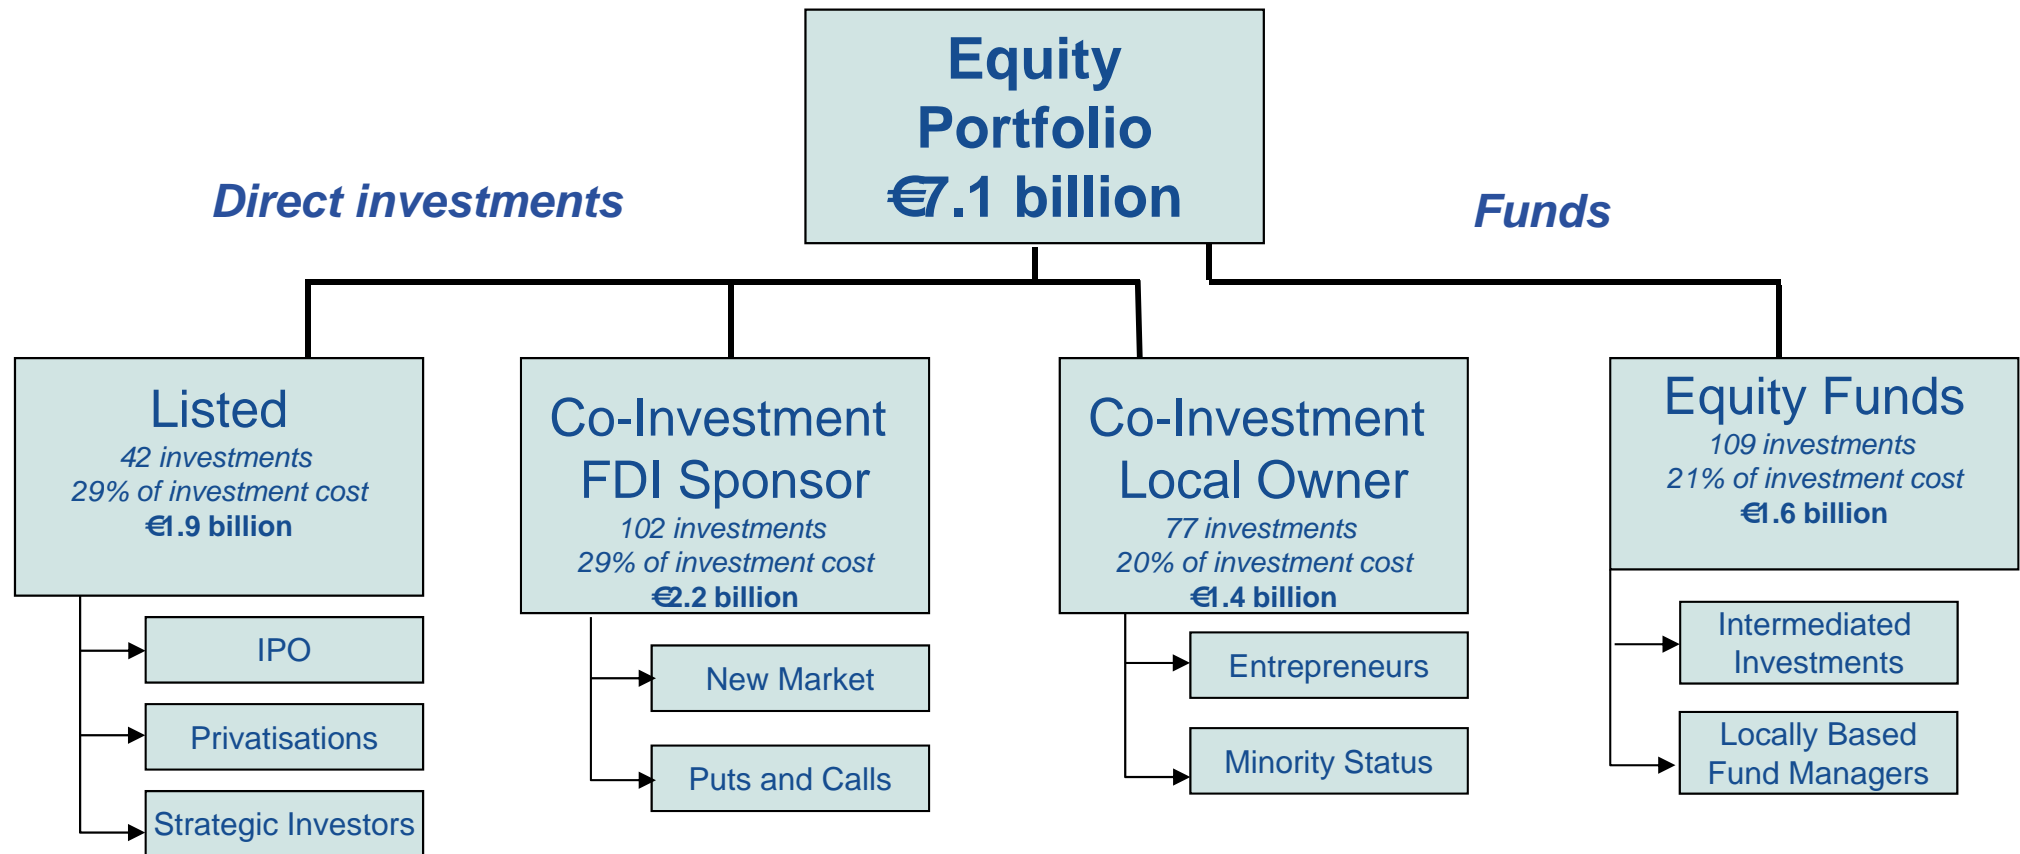 Equity
Portfolio
€7.1 billion
Direct investments
Funds
Listed
42 investments
29% of investment cost
€1.9 billion
IPO
Privatisations
Strategic Investors
Co-Investment
FDI Sponsor
102 investments
29% of investment cost
€2.2 billion
New Market
Puts and Calls
Co-Investment
Local Owner
77 investments
20% of investment cost
€1.4 billion
Entrepreneurs
Minority Status
Equity Funds
109 investments
21% of investment cost
€1.6 billion
Intermediated
Investments
Locally Based
Fund Managers